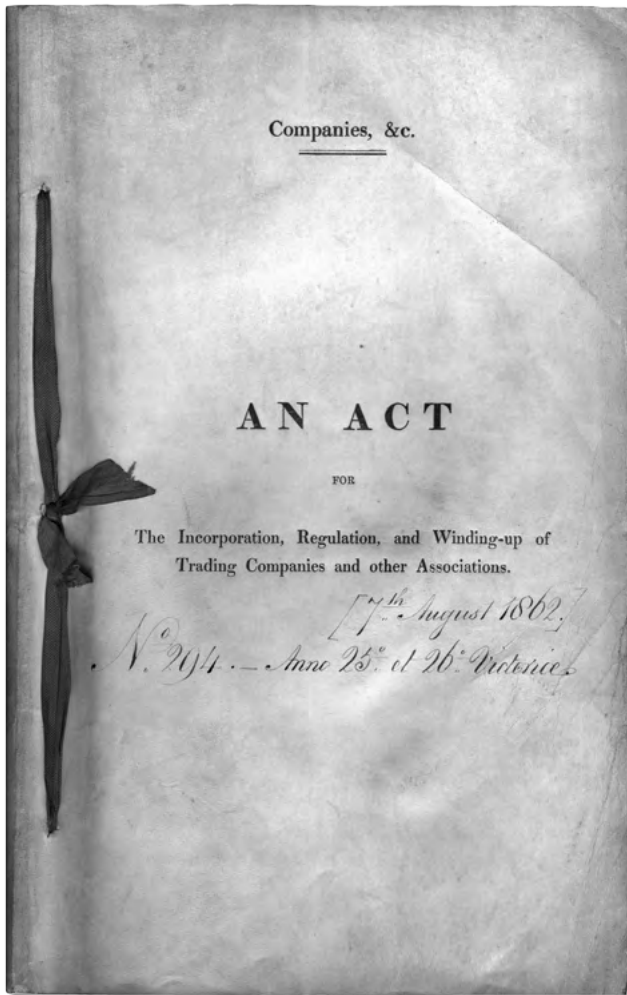 Companies, &c.
AN ACT
FOR
The Incorporation, Regulation, and Winding-up of
Trading Companies and other Associations.
[7th August 1862.]
No. 294. — Anno 25o. et 26o. Victoriæ.